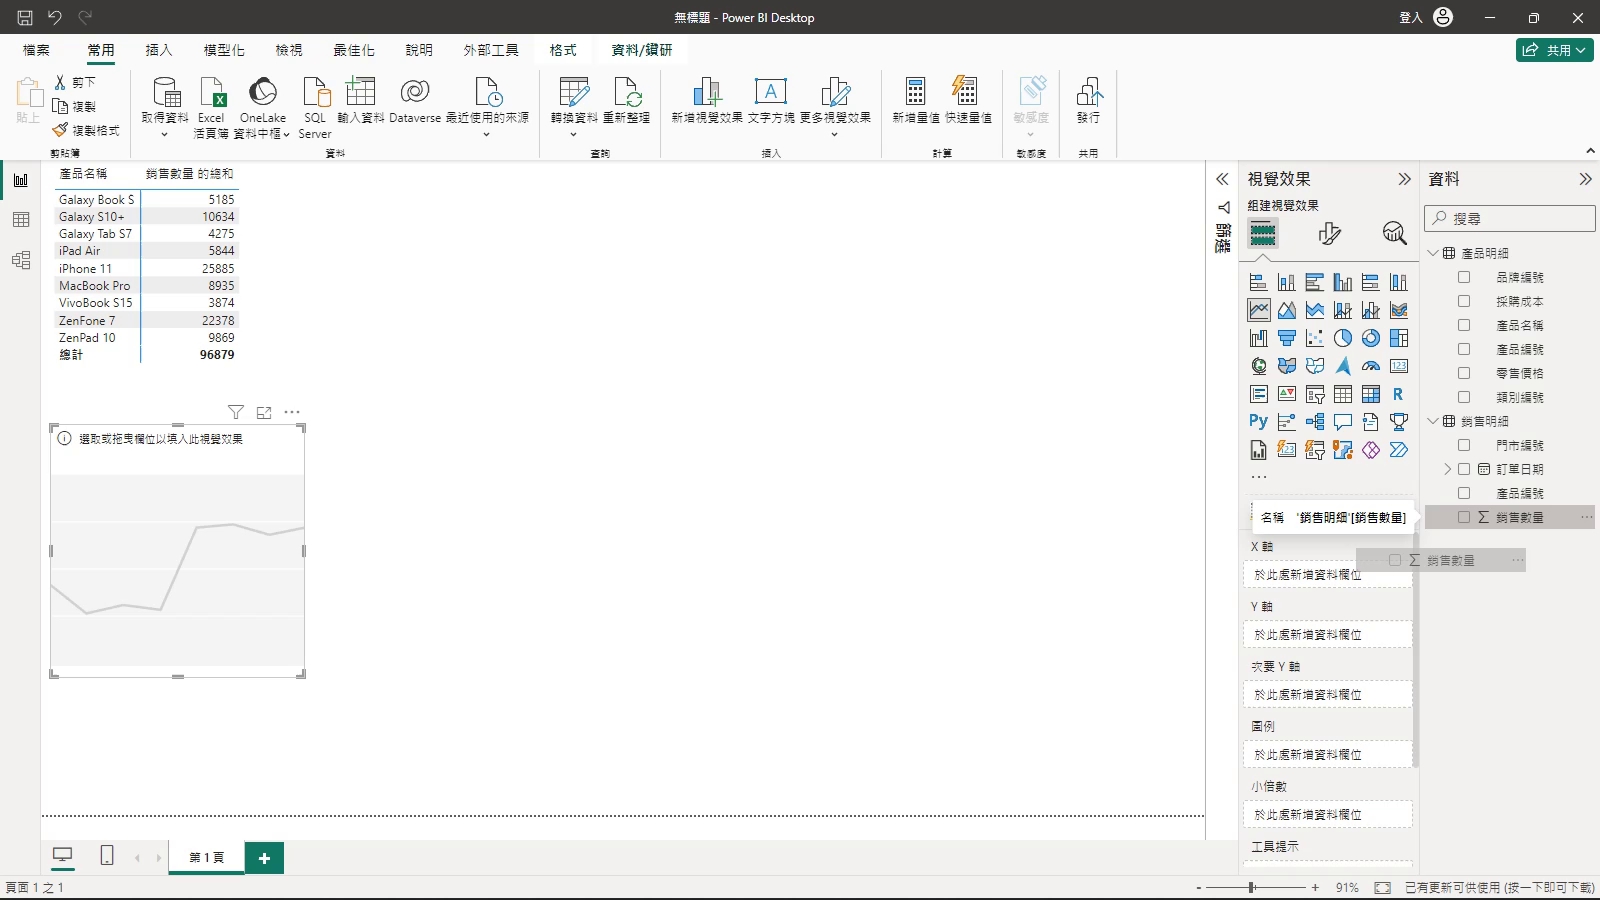 無標題 - Power BI Desktop
登入
檔案 常用 插入 模型化 檢視 最佳化 說明 外部工具 格式 資料/鑽研
共用
貼上
剪下
複製
複製格式
剪貼簿
取得資料
Excel
活頁簿
OneLake
資料中樞
SQL
Server
輸入資料
Dataverse
最近使用的來源
資料
轉換資料
重新整理
查詢
新增視覺效果
文字方塊
更多視覺效果
插入
新增量值
快速量值
計算
敏感度
敏感度
發行
共用
產品名稱 銷售數量 的總和
Galaxy Book S 5185
Galaxy S10+ 10634
Galaxy Tab S7 4275
iPad Air 5844
iPhone 11 25885
MacBook Pro 8935
VivoBook S15 3874
ZenFone 7 22378
ZenPad 10 9869
總計 96879
選取或拖曳欄位以填入此視覺效果
篩選
視覺效果
組建視覺效果
123
R
Py
123
名稱 '銷售明細'[銷售數量]
X 軸
於此處新增資料欄位
Y 軸
於此處新增資料欄位
次要 Y 軸
於此處新增資料欄位
圖例
於此處新增資料欄位
小倍數
於此處新增資料欄位
工具提示
資料
搜尋
產品明細
品牌編號
採購成本
產品名稱
產品編號
零售價格
類別編號
銷售明細
門市編號
訂單日期
產品編號
Σ 銷售數量
Σ 銷售數量
第 1 頁
頁面 1 之 1
- + 91%
已有更新可供使用 (按一下即可下載)